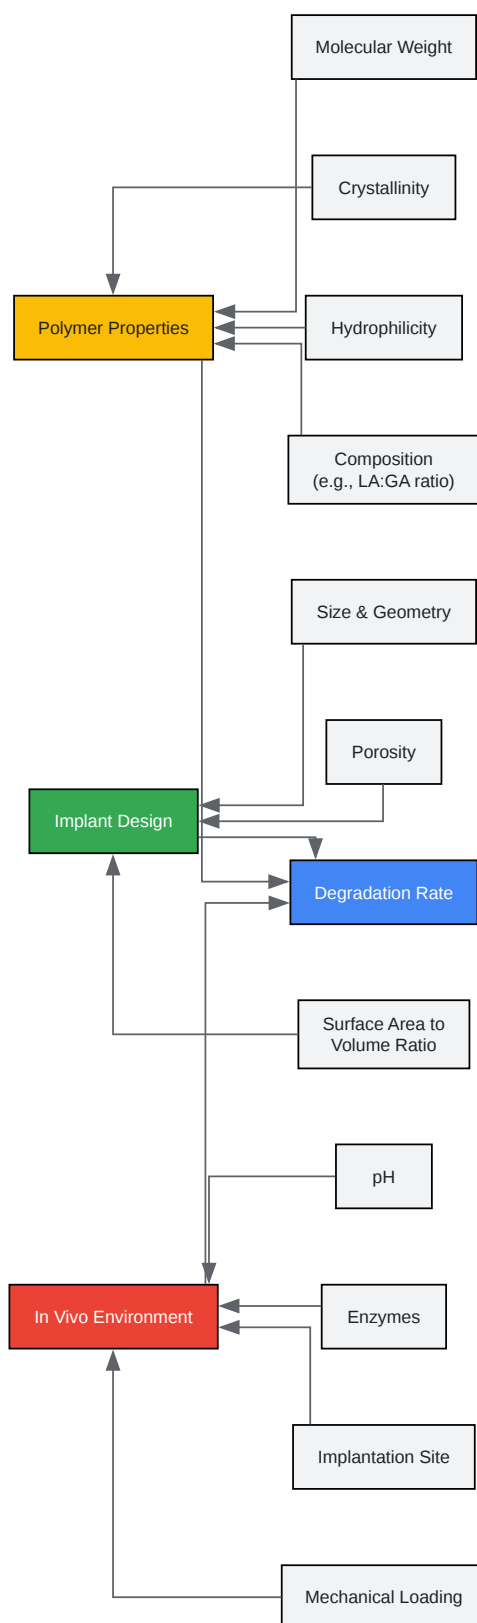 Molecular Weight
Crystallinity
Polymer Properties
Hydrophilicity
Composition
(e.g., LA:GA ratio)
Size & Geometry
Porosity
Implant Design
Degradation Rate
Surface Area to
Volume Ratio
pH
In Vivo Environment
Enzymes
Implantation Site
Mechanical Loading